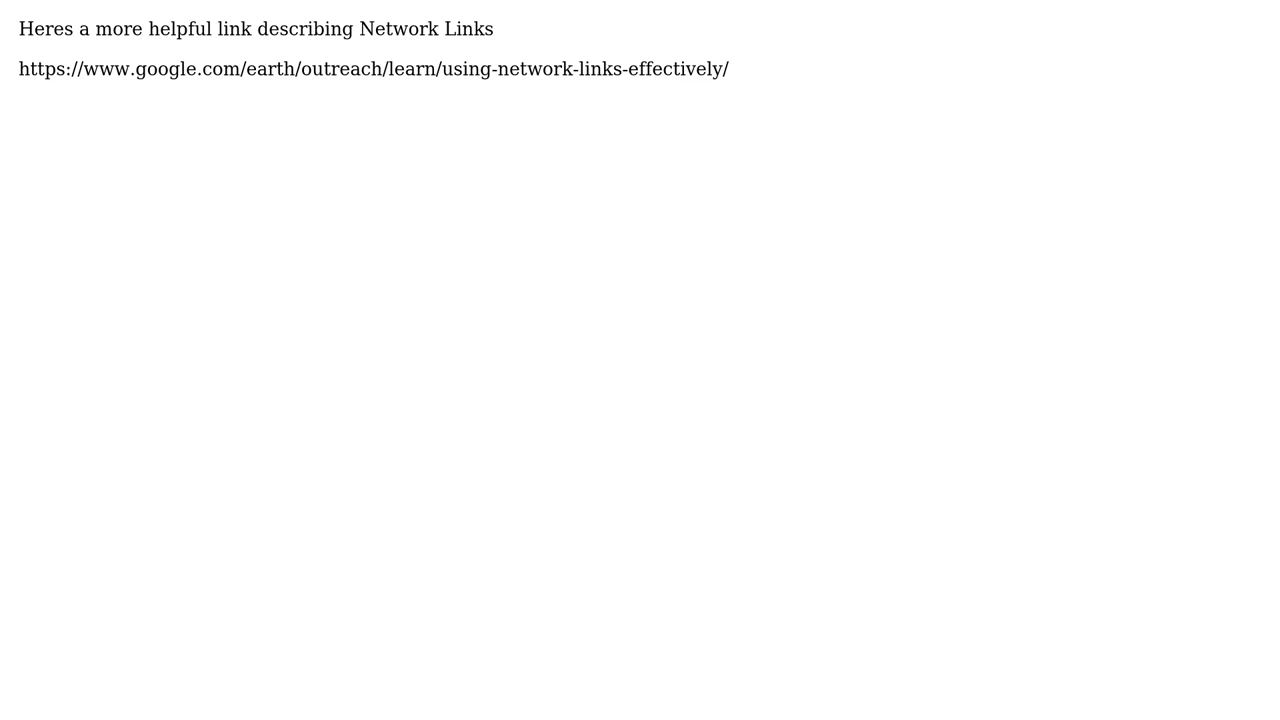 Heres a more helpful link describing Network Links
https://www.google.com/earth/outreach/learn/using-network-links-effectively/